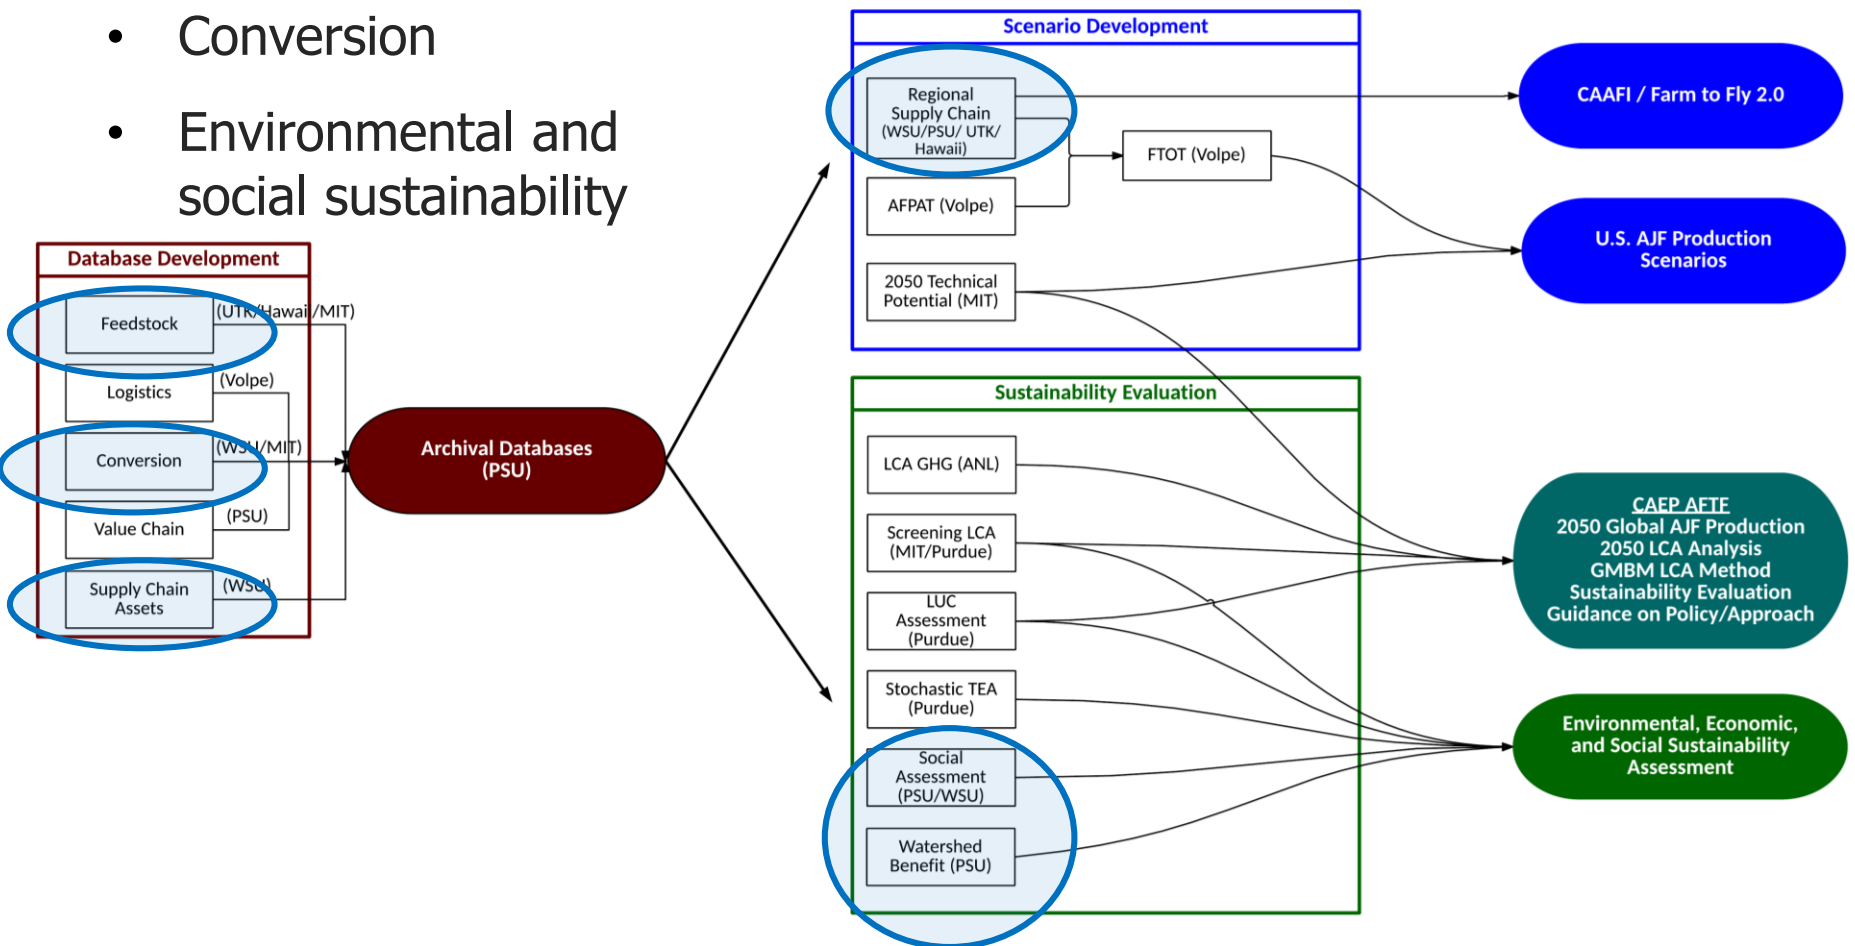 • Conversion
• Environmental and
social sustainability
Database Development
Feedstock
(UTK/Hawaii/MIT)
Logistics
(Volpe)
Conversion
(WSU/MIT)
Value Chain
(PSU)
Supply Chain
Assets
(WSU)
Archival Databases
(PSU)
Scenario Development
Regional
Supply Chain
(WSU/PSU/ UTK/
Hawaii)
AFPAT (Volpe)
FTOT (Volpe)
2050 Technical
Potential (MIT)
Sustainability Evaluation
LCA GHG (ANL)
Screening LCA
(MIT/Purdue)
LUC
Assessment
(Purdue)
Stochastic TEA
(Purdue)
Social
Assessment
(PSU/WSU)
Watershed
Benefit (PSU)
CAAFI / Farm to Fly 2.0
U.S. AJF Production
Scenarios
CAEP AFTF
2050 Global AJF Production
2050 LCA Analysis
GMBM LCA Method
Sustainability Evaluation
Guidance on Policy/Approach
Environmental, Economic,
and Social Sustainability
Assessment